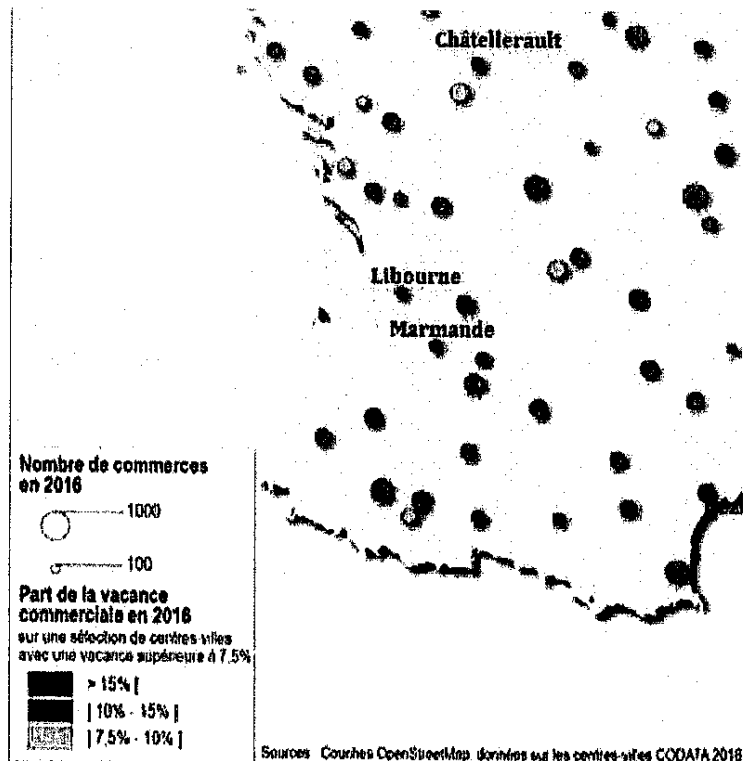 Châtellerault
Libourne
Marmande
Nombre de commerces
en 2016
1000
100
Part de la vacance
commerciale en 2016
sur une sélection de centres-villes
avec une vacance supérieure à 7,5%
> 15% [
] 10% - 15% ]
] 7,5% - 10% ]
Sources Couches OpenStreetMap, données sur les centres-villes CODATA 2016